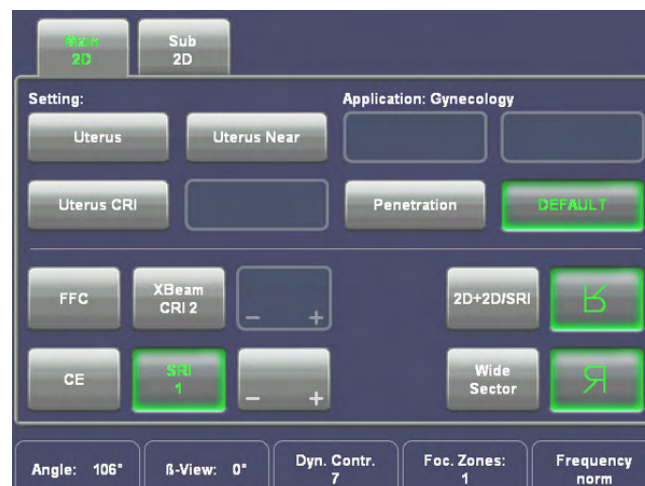 Main
2D
Sub
2D
Setting:
Application: Gynecology
Uterus
Uterus Near
Uterus CRI
Penetration
DEFAULT
FFC
XBeam
CRI 2
- +
2D+2D/SRI
R
CE
SRI
1
- +
Wide
Sector
R
Angle: 106°
ß-View: 0°
Dyn. Contr.
7
Foc. Zones:
1
Frequency
norm